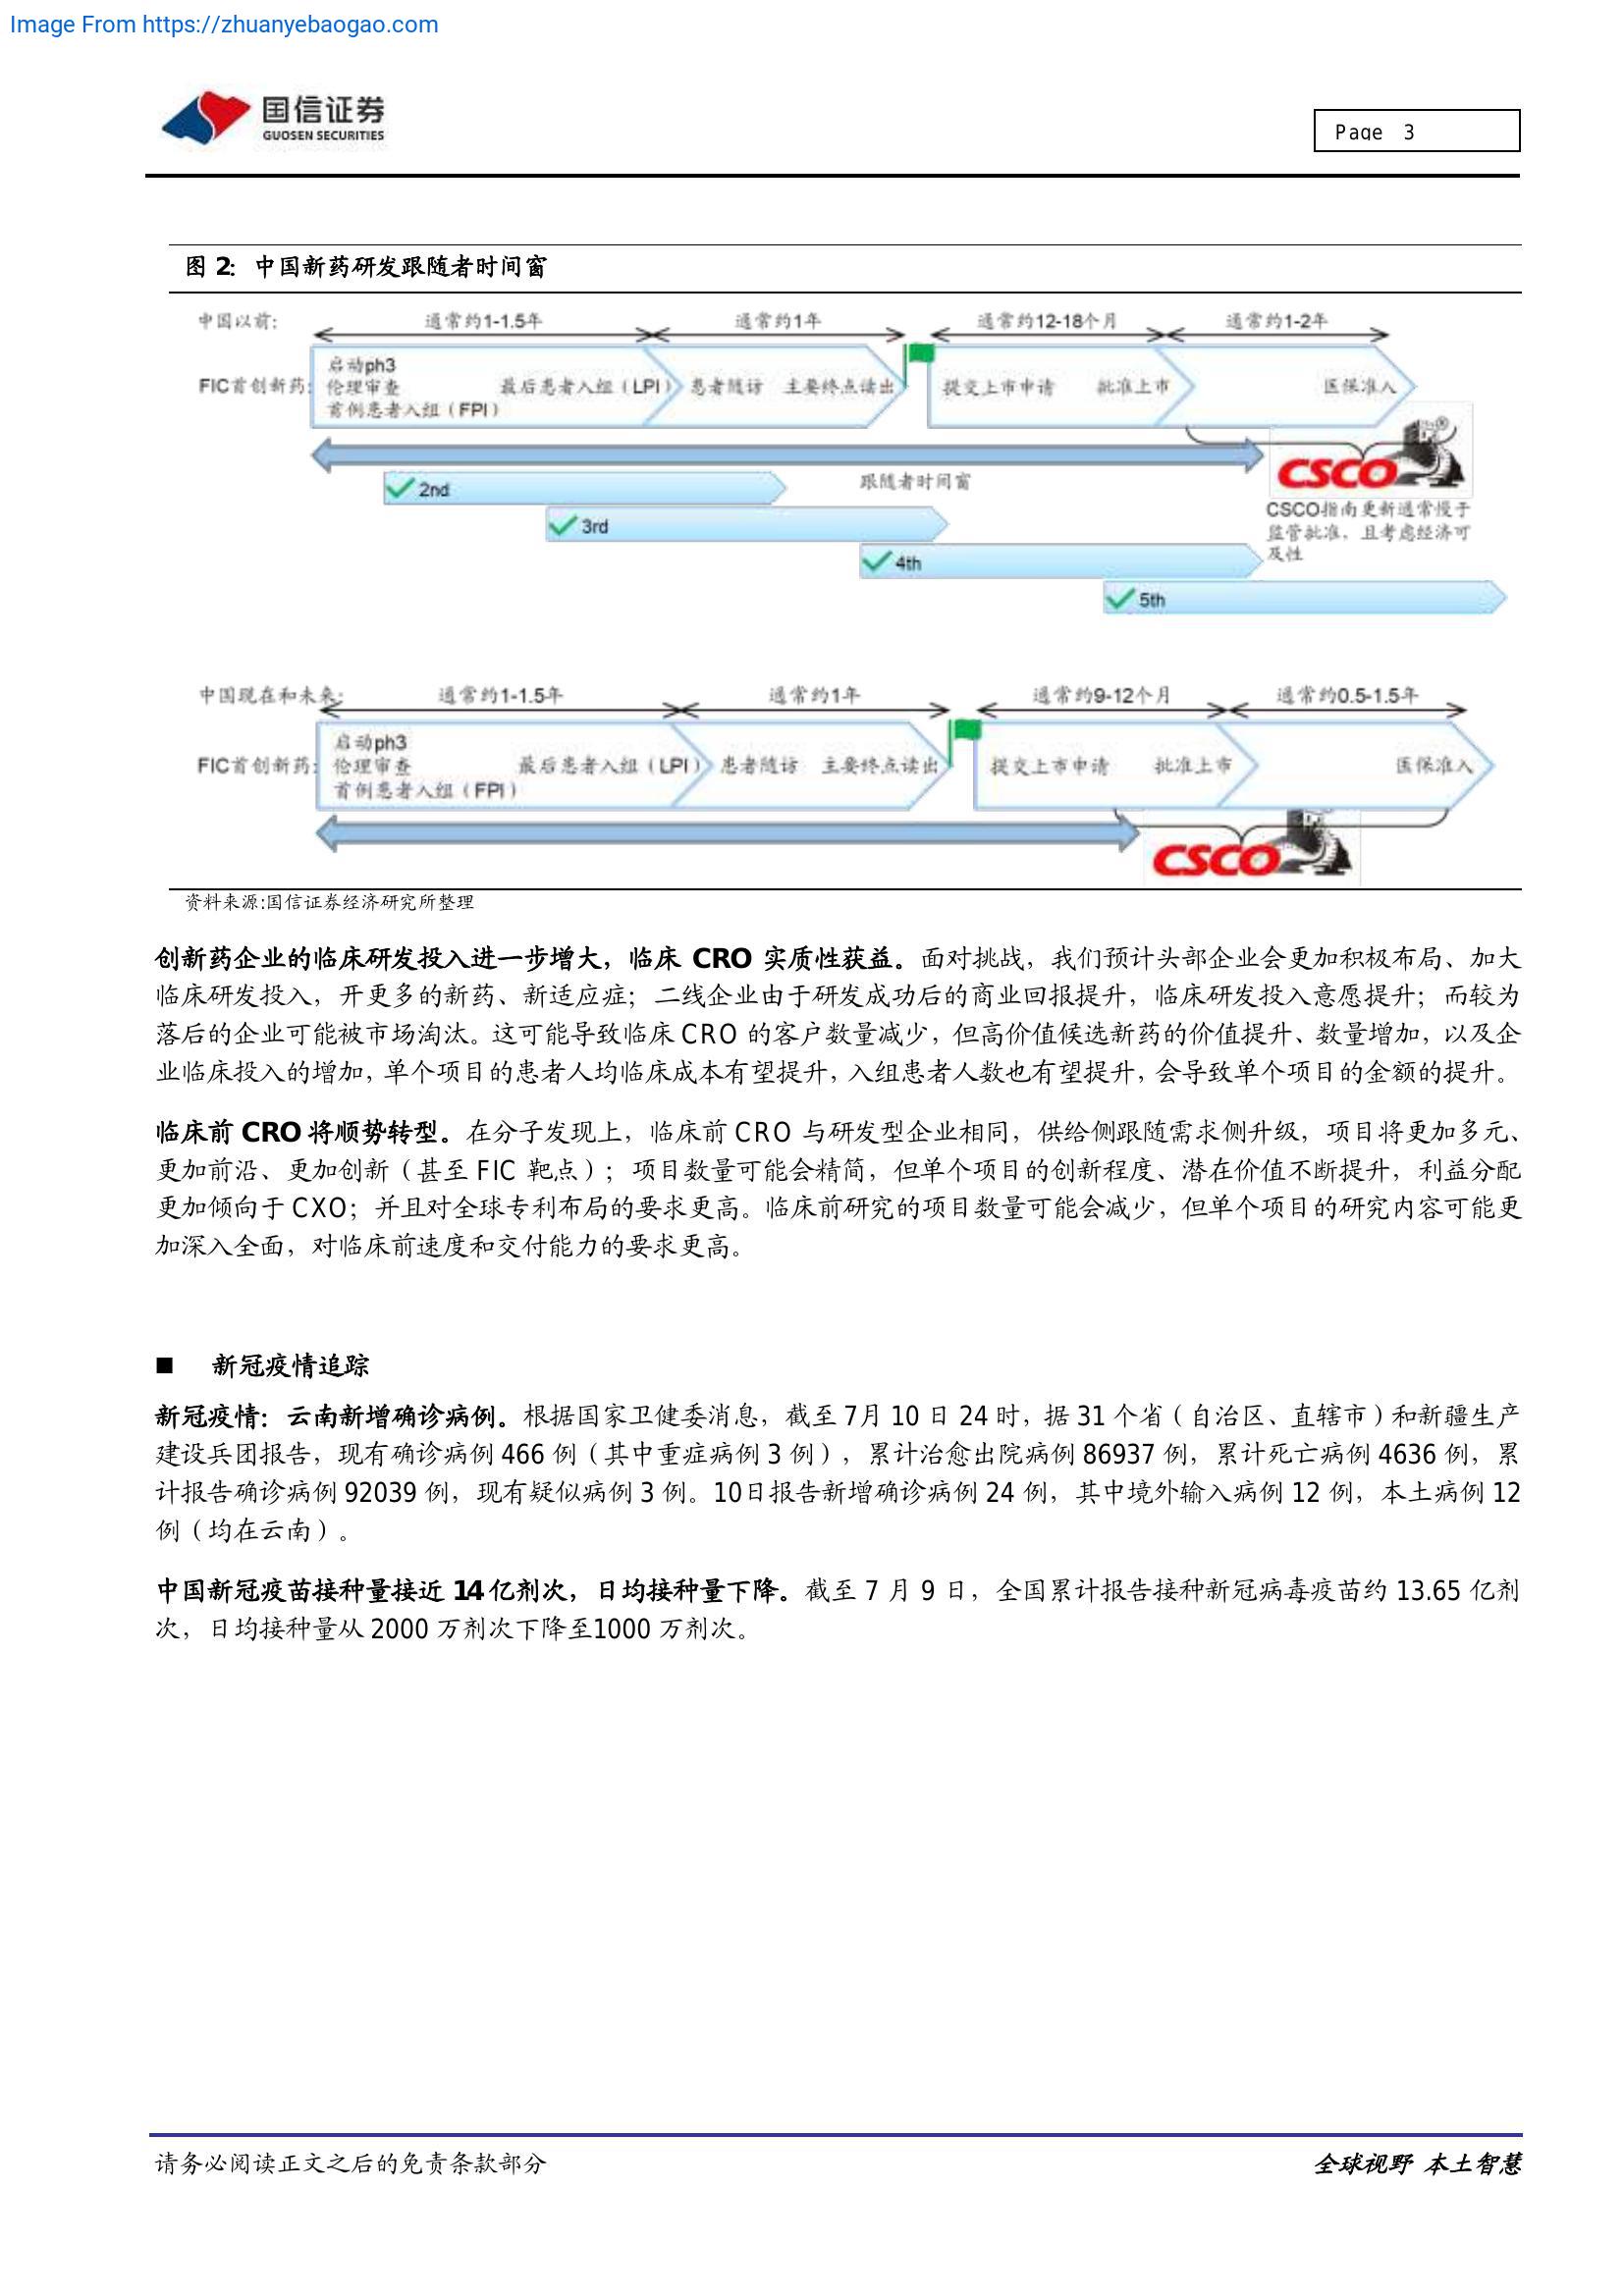 Image From https://zhuanyebaogao.com
国信证券
GUOSEN SECURITIES
Page 3
图 2: 中国新药研发跟随者时间窗
中国以前: 通常约1-1.5年 通常约1年 通常约12-18个月 通常约1-2年
启动ph3
FIC首创新药: 伦理审查 最后患者入组（LPI） 患者随访 主要终点读出 提交上市申请 批准上市 医保准入
首例患者入组（FPI）
CSCO
2nd 跟随者时间窗
3rd
CSCO指南更新通常慢于
监管批准，且考虑经济可
及性
4th
5th
中国现在和未来: 通常约1-1.5年 通常约1年 通常约9-12个月 通常约0.5-1.5年
启动ph3
FIC首创新药: 伦理审查 最后患者入组（LPI） 患者随访 主要终点读出 提交上市申请 批准上市 医保准入
首例患者入组（FPI）
CSCO
资料来源:国信证券经济研究所整理
创新药企业的临床研发投入进一步增大，临床 CRO 实质性获益。面对挑战，我们预计头部企业会更加积极布局、加大
临床研发投入，开更多的新药、新适应症；二线企业由于研发成功后的商业回报提升，临床研发投入意愿提升；而较为
落后的企业可能被市场淘汰。这可能导致临床 CRO 的客户数量减少，但高价值候选新药的价值提升、数量增加，以及企
业临床投入的增加，单个项目的患者人均临床成本有望提升，入组患者人数也有望提升，会导致单个项目的金额的提升。
临床前 CRO 将顺势转型。在分子发现上，临床前 CRO 与研发型企业相同，供给侧跟随需求侧升级，项目将更加多元、
更加前沿、更加创新（甚至 FIC 靶点）；项目数量可能会精简，但单个项目的创新程度、潜在价值不断提升，利益分配
更加倾向于 CXO；并且对全球专利布局的要求更高。临床前研究的项目数量可能会减少，但单个项目的研究内容可能更
加深入全面，对临床前速度和交付能力的要求更高。
■ 新冠疫情追踪
新冠疫情：云南新增确诊病例。根据国家卫健委消息，截至 7月 10 日 24 时，据 31 个省（自治区、直辖市）和新疆生产
建设兵团报告，现有确诊病例 466 例（其中重症病例 3 例），累计治愈出院病例 86937 例，累计死亡病例 4636 例，累
计报告确诊病例 92039 例，现有疑似病例 3 例。10日报告新增确诊病例 24 例，其中境外输入病例 12 例，本土病例 12
例（均在云南）。
中国新冠疫苗接种量接近 14 亿剂次，日均接种量下降。截至 7 月 9 日，全国累计报告接种新冠病毒疫苗约 13.65 亿剂
次，日均接种量从 2000 万剂次下降至1000 万剂次。
请务必阅读正文之后的免责条款部分 全球视野 本土智慧